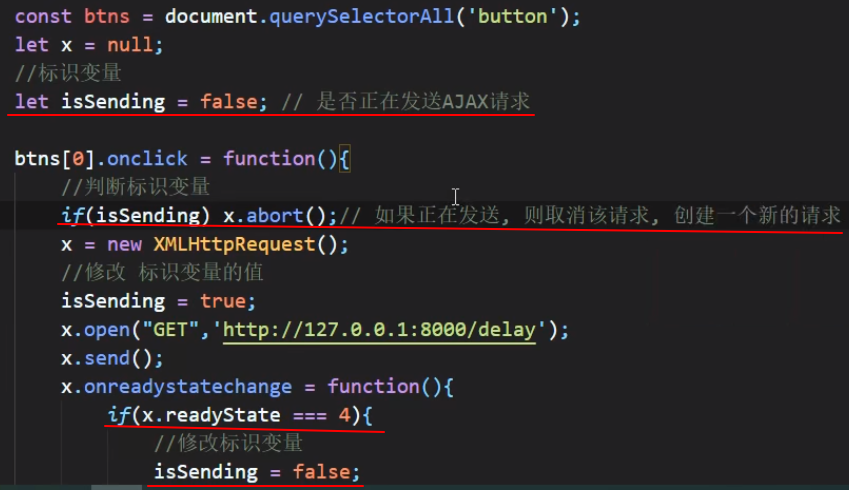 const btns = document.querySelectorAll('button');
let x = null;
//标识变量
let isSending = false; // 是否正在发送AJAX请求
btns[0].onclick = function(){
//判断标识变量
if(isSending) x.abort();// 如果正在发送, 则取消该请求, 创建一个新的请求
x = new XMLHttpRequest();
//修改 标识变量的值
isSending = true;
x.open("GET",'http://127.0.0.1:8000/delay');
x.send();
x.onreadystatechange = function(){
if(x.readyState === 4){
//修改标识变量
isSending = false;